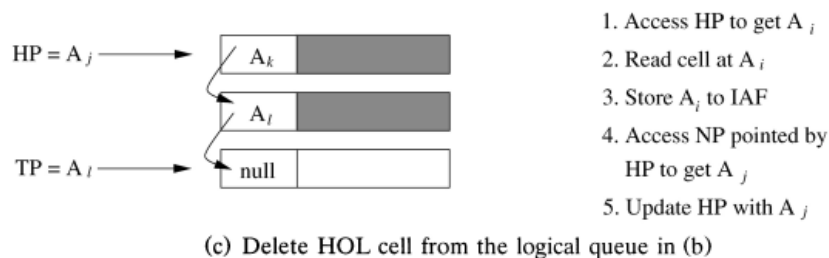 HP = A j
A k
A l
TP = A l
null
1. Access HP to get A i
2. Read cell at A i
3. Store A i to IAF
4. Access NP pointed by
HP to get A j
5. Update HP with A j
(c) Delete HOL cell from the logical queue in (b)